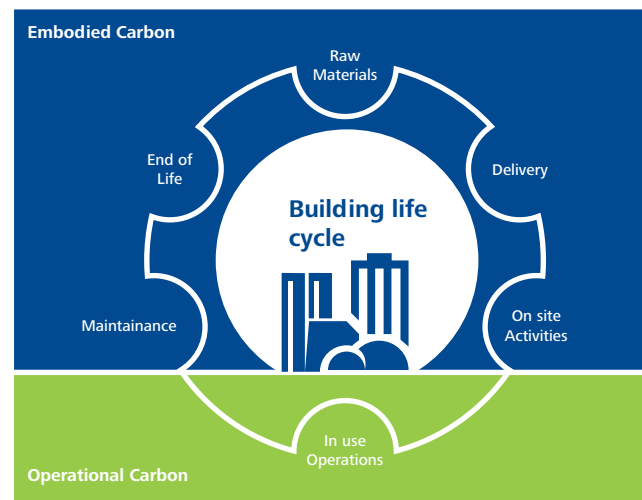 Embodied Carbon
Raw
Materials
End of
Life
Delivery
Building life
cycle
Maintainance
On site
Activities
In use
Operations
Operational Carbon